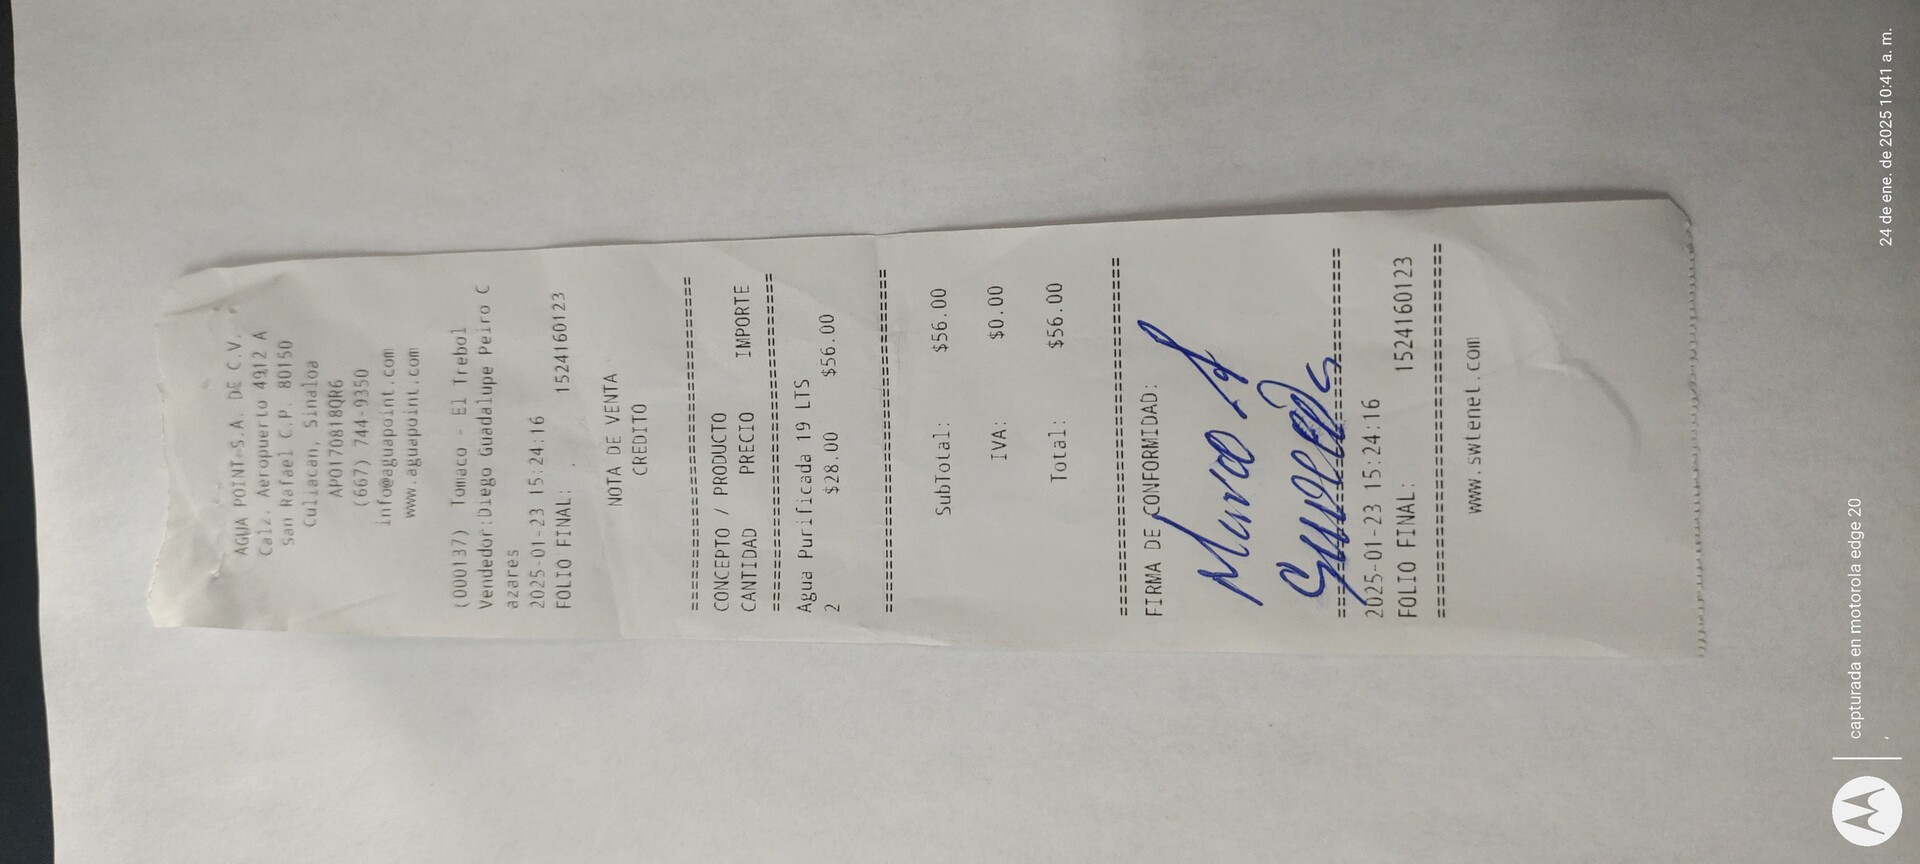 AGUA POINT S.A. DE C.V.
Calz. Aeropuerto 4912 A
San Rafael C.P. 80150
Culiacan, Sinaloa
APO1708180R6
(667) 744-9350
info@aguapoint.com
www.aguapoint.com
(000137) Tomaco - El Trebol
Vendedor:Diego Guadalupe Peiro C
azares
2025-01-23 15:24:16
FOLIO FINAL: 1524160123
NOTA DE VENTA
CREDITO
================================
CONCEPTO / PRODUCTO
CANTIDAD PRECIO IMPORTE
================================
Agua Purificada 19 LTS
2 $28.00 $56.00
================================
SubTotal: $56.00
IVA: $0.00
Total: $56.00
================================
FIRMA DE CONFORMIDAD:
================================
2025-01-23 15:24:16
FOLIO FINAL: 1524160123
================================
www.swtenet.com
capturada en motorola edge 20
24 de ene. de 2025 10:41 a. m.